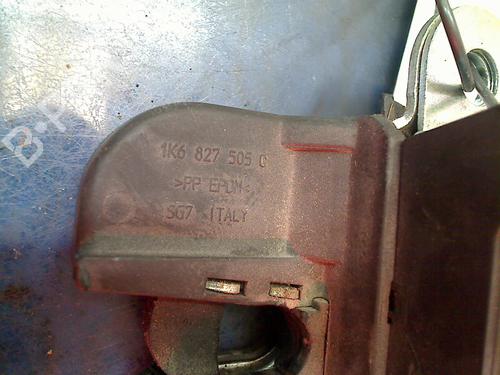 1K6 827 505 G
>PP EPDM<
SG7 ITALY